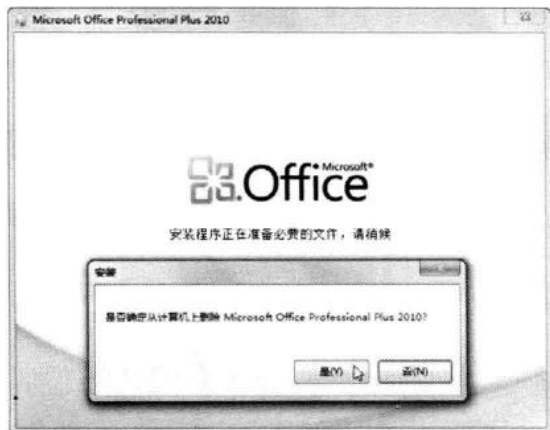 Microsoft Office Professional Plus 2010
Microsoft®
Office
安装程序正在准备必要的文件，请稍候
安装
是否确定从计算机上删除 Microsoft Office Professional Plus 2010?
是(Y)
否(N)